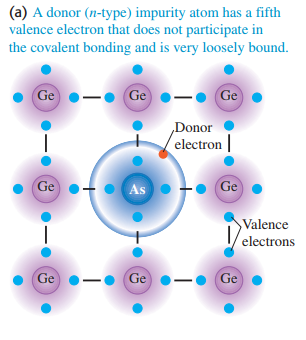 (a) A donor (n-type) impurity atom has a fifth
valence electron that does not participate in
the covalent bonding and is very loosely bound.
Ge Ge Ge
Donor
electron
Ge As Ge
Valence
electrons
Ge Ge Ge